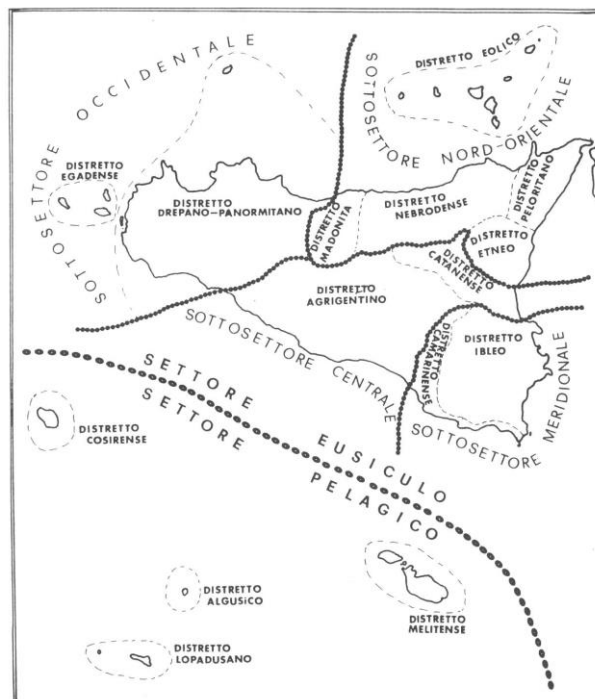 SOTTOSETTORE OCCIDENTALE
DISTRETTO EOLICO
SOTTOSETTORE NORD-ORIENTALE
DISTRETTO
EGADENSE
DISTRETTO
DREPANO-PANORMITANO
DISTRETTO
MADONITA
DISTRETTO
NEBRODENSE
DISTRETTO
PELORITANO
DISTRETTO
ETNEO
DISTRETTO
CATANENSE
DISTRETTO
AGRIGENTINO
SOTTOSETTORE CENTRALE
DISTRETTO
CAMARINENSE
DISTRETTO
IBLEO
SOTTOSETTORE MERIDIONALE
SETTORE EUSICULO
SETTORE PELAGICO
DISTRETTO
COSIRENSE
DISTRETTO
ALGUSiCO
DISTRETTO
LOPADUSANO
DISTRETTO
MELITENSE